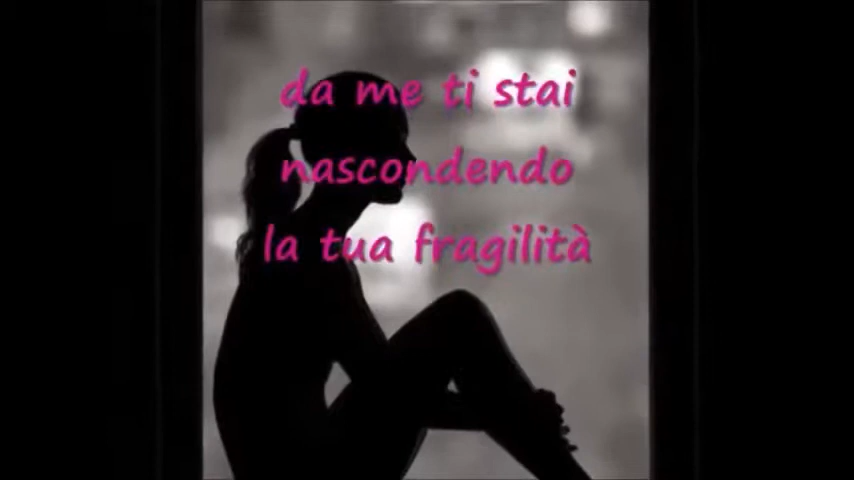 da me ti stai
nascondendo
la tua fragilità